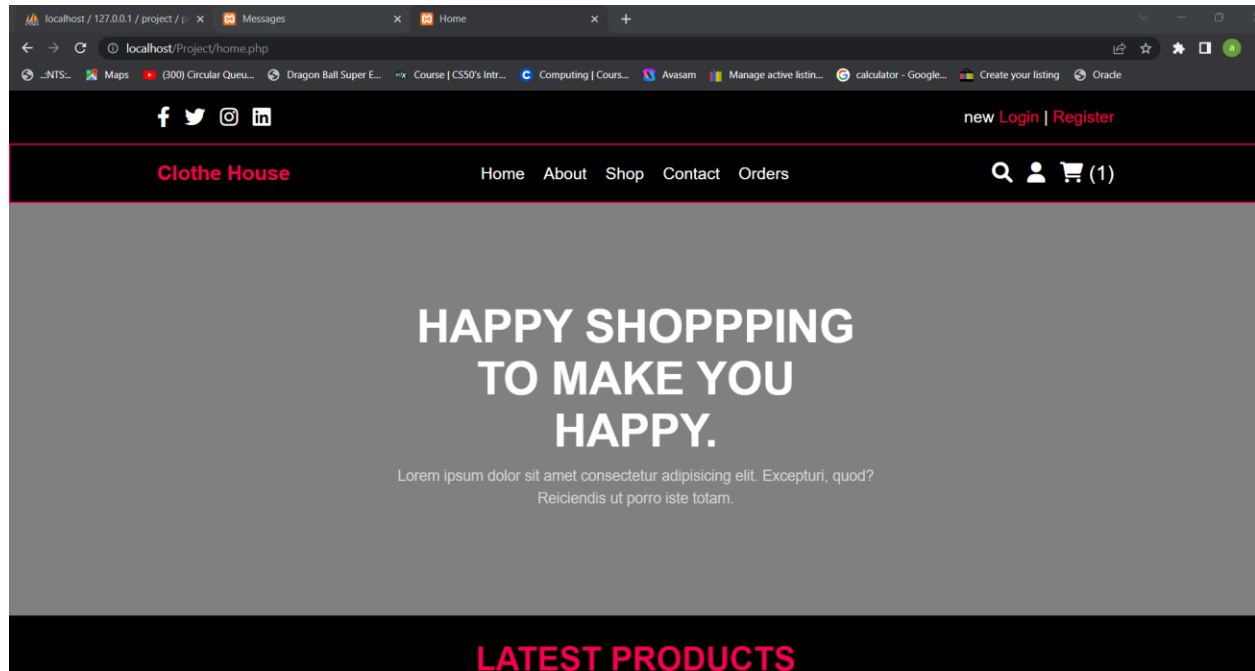 localhost / 127.0.0.1 / project / p
Messages
Home
localhost/Project/home.php
..:NTS:..
Maps
(300) Circular Queu...
Dragon Ball Super E...
Course | CS50's Intr...
Computing | Cours...
Avasam
Manage active listin...
calculator - Google...
Create your listing
Oracle
new Login | Register
Clothe House
Home About Shop Contact Orders
(1)
HAPPY SHOPPPING
TO MAKE YOU
HAPPY.
Lorem ipsum dolor sit amet consectetur adipisicing elit. Excepturi, quod?
Reiciendis ut porro iste totam.
LATEST PRODUCTS